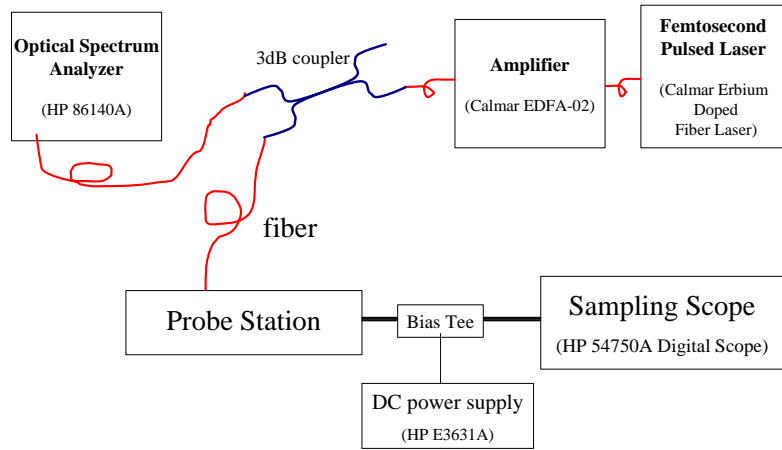 Optical Spectrum
Analyzer
(HP 86140A)
3dB coupler
Amplifier
(Calmar EDFA-02)
Femtosecond
Pulsed Laser
(Calmar Erbium
Doped
Fiber Laser)
fiber
Probe Station
Bias Tee
Sampling Scope
(HP 54750A Digital Scope)
DC power supply
(HP E3631A)